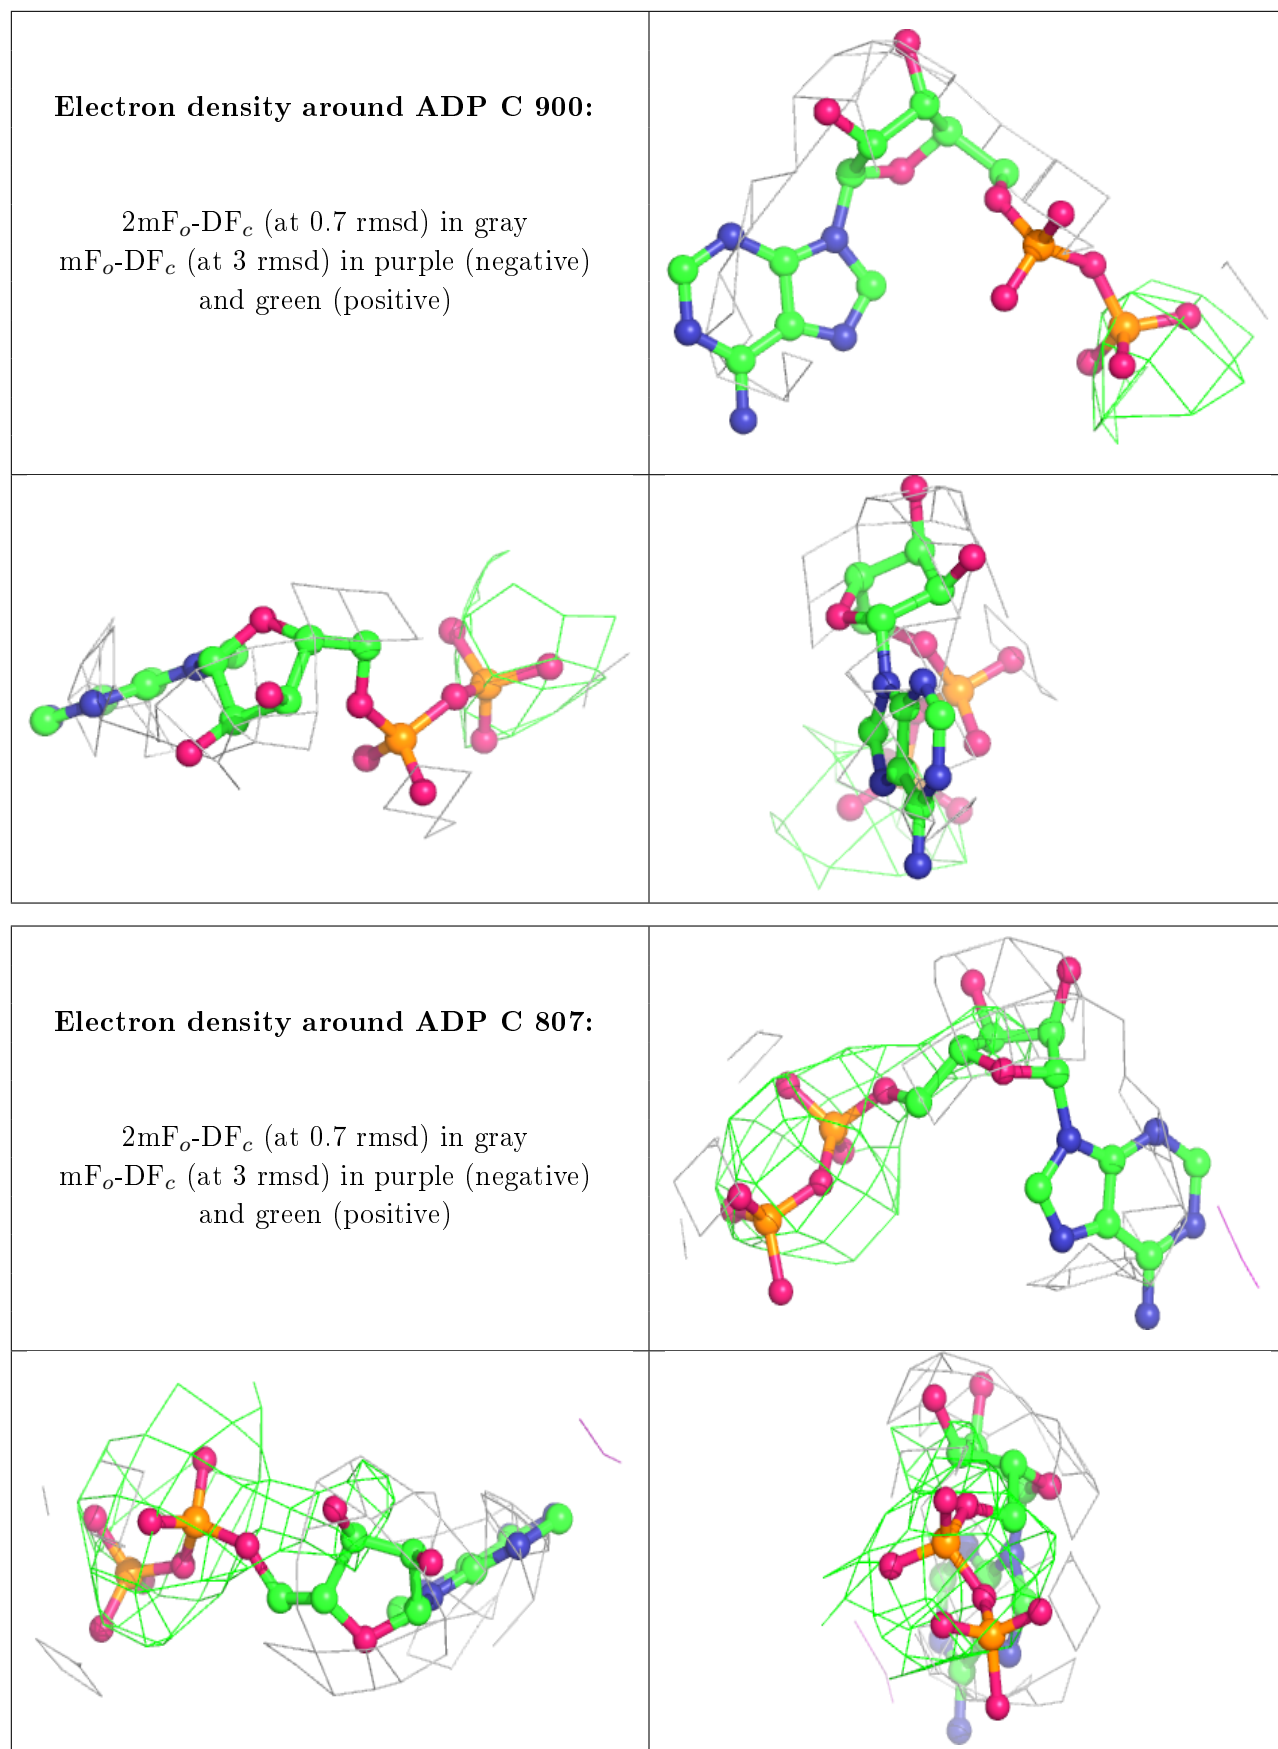 Electron density around ADP C 900:
2mFo-DFc (at 0.7 rmsd) in gray
mFo-DFc (at 3 rmsd) in purple (negative)
and green (positive)
Electron density around ADP C 807:
2mFo-DFc (at 0.7 rmsd) in gray
mFo-DFc (at 3 rmsd) in purple (negative)
and green (positive)